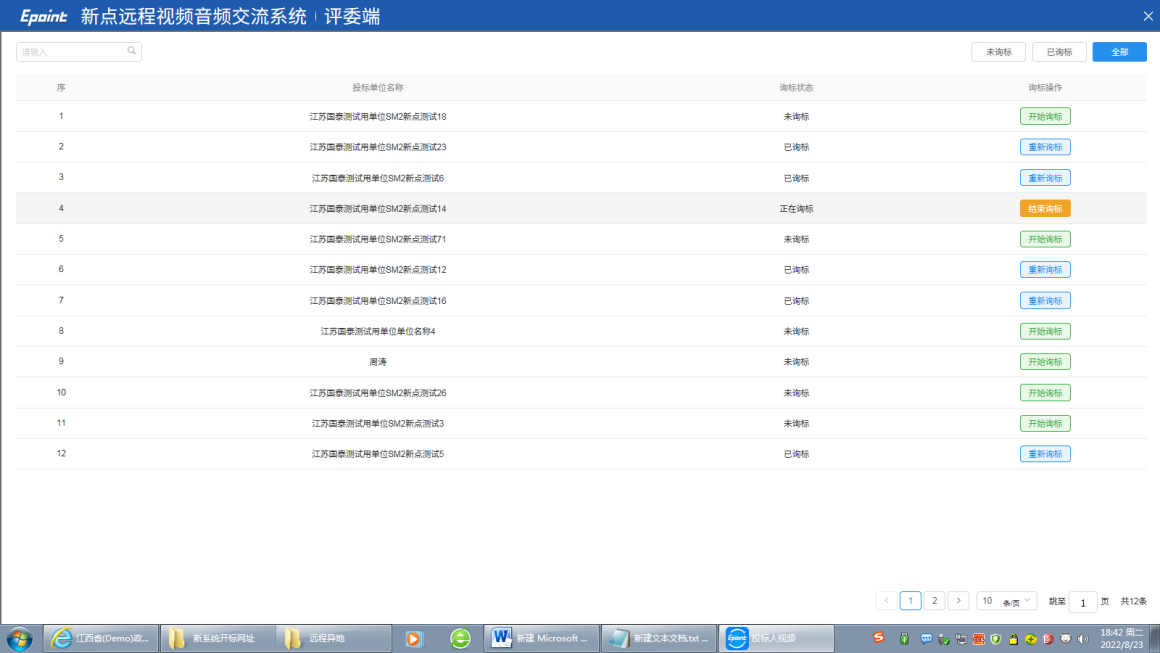 Epoint 新点远程视频音频交流系统 评委端
请输入 未询标 已询标 全部
序 投标单位名称 询标状态 询标操作
1 江苏国泰测试用单位SM2新点测试18 未询标 开始询标
2 江苏国泰测试用单位SM2新点测试23 已询标 重新询标
3 江苏国泰测试用单位SM2新点测试6 已询标 重新询标
4 江苏国泰测试用单位SM2新点测试14 正在询标 结束询标
5 江苏国泰测试用单位SM2新点测试71 未询标 开始询标
6 江苏国泰测试用单位SM2新点测试12 已询标 重新询标
7 江苏国泰测试用单位SM2新点测试16 已询标 重新询标
8 江苏国泰测试用单位单位名称4 未询标 开始询标
9 周涛 未询标 开始询标
10 江苏国泰测试用单位SM2新点测试26 未询标 开始询标
11 江苏国泰测试用单位SM2新点测试3 未询标 开始询标
12 江苏国泰测试用单位SM2新点测试5 已询标 重新询标
1 2 10 条/页 跳至 1 页 共12条
江西省(Demo)政... 新系统开标网址 远程异地 新建 Microsoft ... 新建文本文档.txt ... Epoint 投标人视频 18:42 周二
2022/8/23